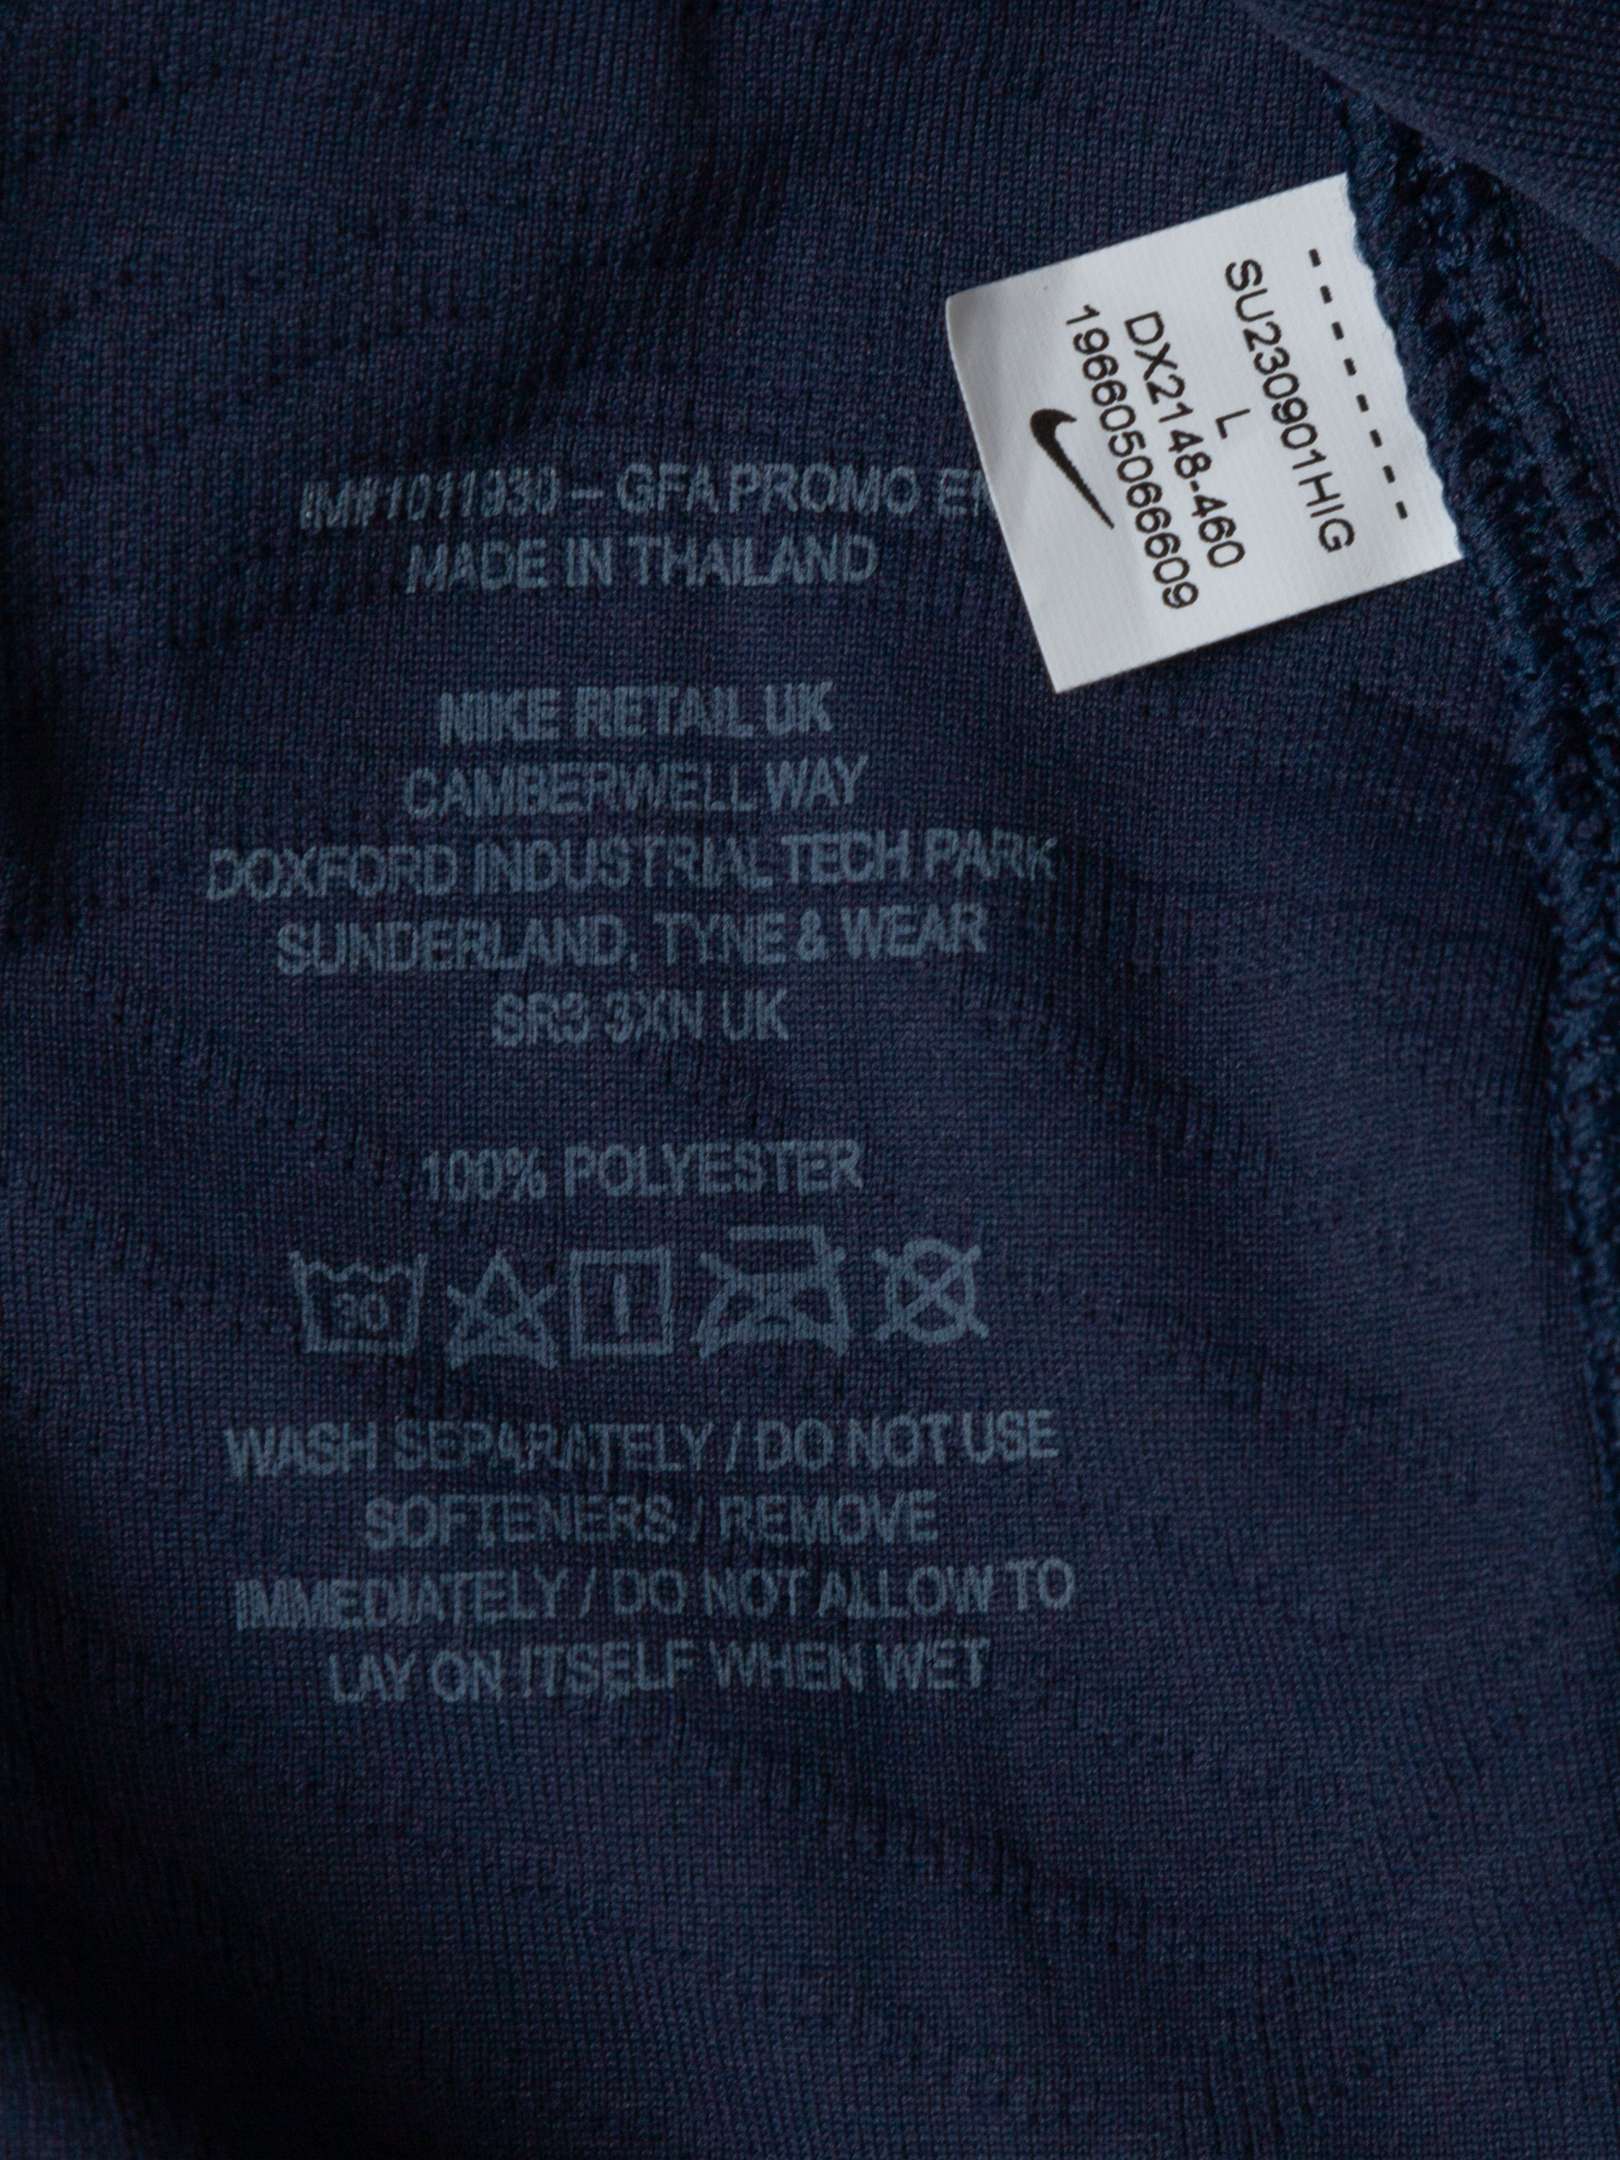 IM#1011930 – GFA PROMO
MADE IN THAILAND
NIKE RETAIL UK
CAMBERWELL WAY
DOXFORD INDUSTRIAL TECH PARK
SUNDERLAND, TYNE & WEAR
SR3 3XN UK
100% POLYESTER
30
WASH SEPARATELY / DO NOT USE
SOFTENERS / REMOVE
IMMEDIATELY / DO NOT ALLOW TO
LAY ON ITSELF WHEN WET
SU230901HIG
L
DX2148-460
196605066609